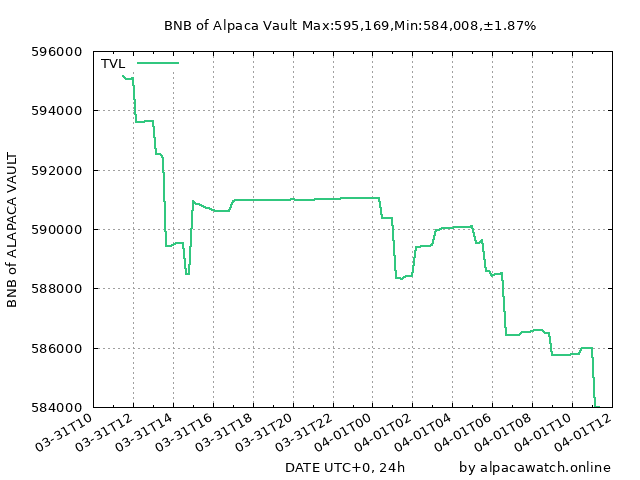 BNB of Alpaca Vault Max:595,169,Min:584,008,±1.87%
TVL
596000
594000
592000
590000
588000
586000
584000
BNB of ALAPACA VAULT
03-31T10
03-31T12
03-31T14
03-31T16
03-31T18
03-31T20
03-31T22
04-01T00
04-01T02
04-01T04
04-01T06
04-01T08
04-01T10
04-01T12
DATE UTC+0, 24h
by alpacawatch.online